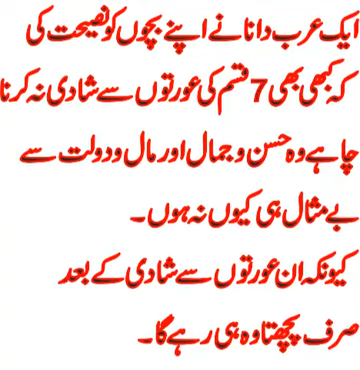 ایک عرب دانا نے اپنے بچوں کو نصیحت کی
کہ کبھی بھی 7 قسم کی عورتوں سے شادی نہ کرنا
چاہے وہ حسن و جمال اور مال و دولت سے
بے مثال ہی کیوں نہ ہوں۔
کیونکہ ان عورتوں سے شادی کے بعد
صرف پچھتاوہ ہی رہے گا۔